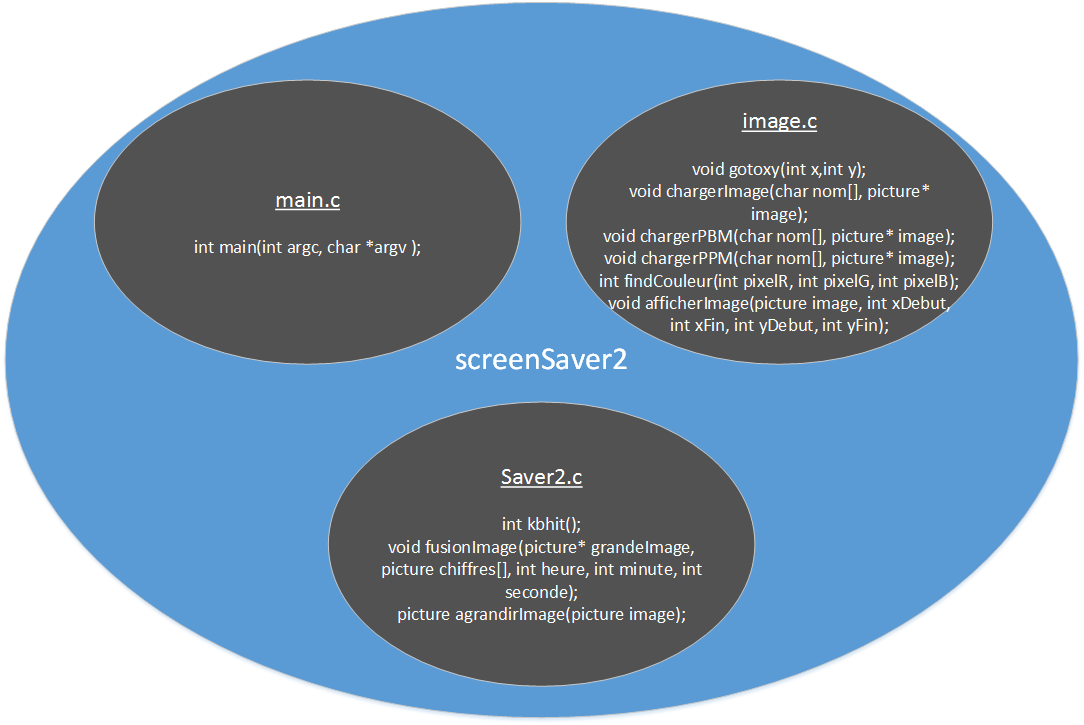 main.c
int main(int argc, char *argv );
image.c
void gotoxy(int x,int y);
void chargerImage(char nom[], picture*
image);
void chargerPBM(char nom[], picture* image);
void chargerPPM(char nom[], picture* image);
int findCouleur(int pixelR, int pixelG, int pixelB);
void afficherImage(picture image, int xDebut,
int xFin, int yDebut, int yFin);
screenSaver2
Saver2.c
int kbhit();
void fusionImage(picture* grandeImage,
picture chiffres[], int heure, int minute, int
seconde);
picture agrandirImage(picture image);